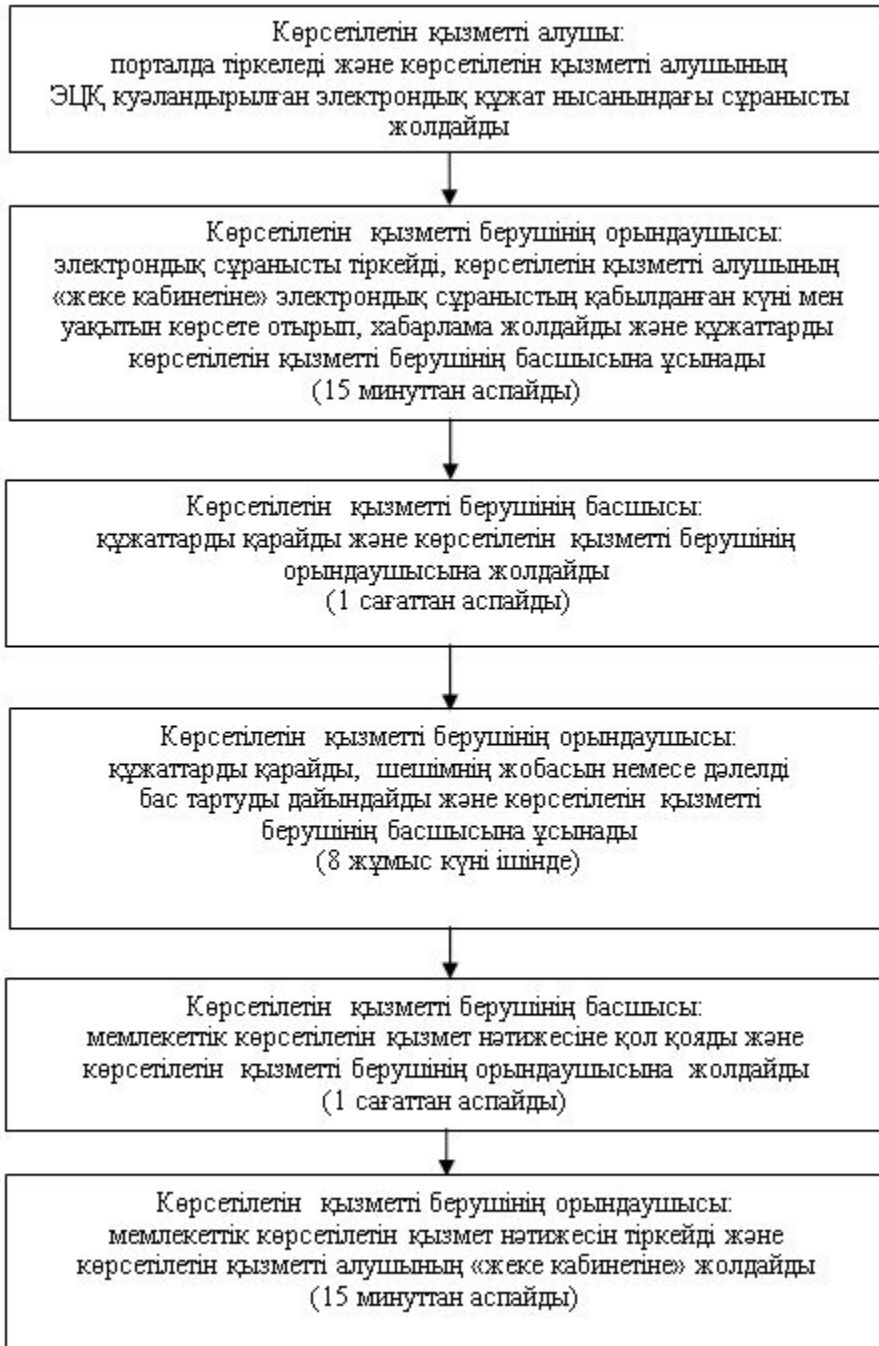 Көрсетілетін қызметті алушы:
порталда тіркеледі және көрсетілетін қызметті алушының
ЭЦҚ куәландырылған электрондық құжат нысанындағы сұранысты
жолдайды
Көрсетілетін қызметті берушінің орындаушысы:
электрондық сұранысты тіркейді, көрсетілетін қызметті алушының
«жеке кабинетіне» электрондық сұраныстың қабылданған күні мен
уақытын көрсете отырып, хабарлама жолдайды және құжаттарды
көрсетілетін қызметті берушінің басшысына ұсынады
(15 минуттан аспайды)
Көрсетілетін қызметті берушінің басшысы:
құжаттарды қарайды және көрсетілетін қызметті берушінің
орындаушысына жолдайды
(1 сағаттан аспайды)
Көрсетілетін қызметті берушінің орындаушысы:
құжаттарды қарайды, шешімнің жобасын немесе дәлелді
бас тартуды дайындайды және көрсетілетін қызметті
берушінің басшысына ұсынады
(8 жұмыс күні ішінде)
Көрсетілетін қызметті берушінің басшысы:
мемлекеттік көрсетілетін қызмет нәтижесіне қол қояды және
көрсетілетін қызметті берушінің орындаушысына жолдайды
(1 сағаттан аспайды)
Көрсетілетін қызметті берушінің орындаушысы:
мемлекеттік көрсетілетін қызмет нәтижесін тіркейді және
көрсетілетін қызметті алушының «жеке кабинетіне» жолдайды
(15 минуттан аспайды)